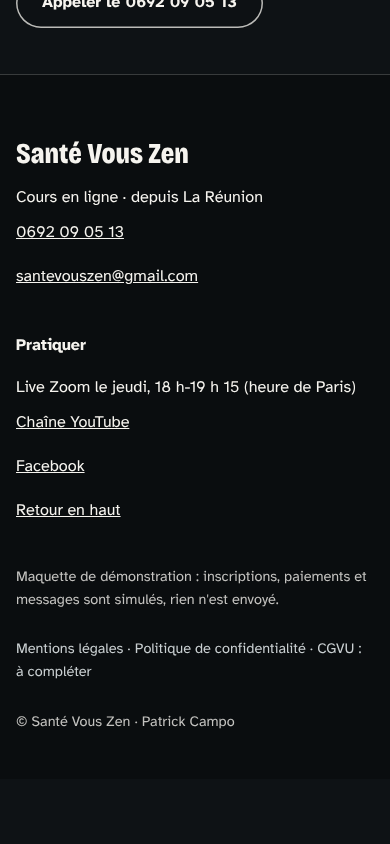 Appeler le 0692 09 05 13
Santé Vous Zen
Cours en ligne · depuis La Réunion
0692 09 05 13
santevouszen@gmail.com
Pratiquer
Live Zoom le jeudi, 18 h-19 h 15 (heure de Paris)
Chaîne YouTube
Facebook
Retour en haut
Maquette de démonstration : inscriptions, paiements et
messages sont simulés, rien n'est envoyé.
Mentions légales · Politique de confidentialité · CGVU :
à compléter
© Santé Vous Zen · Patrick Campo